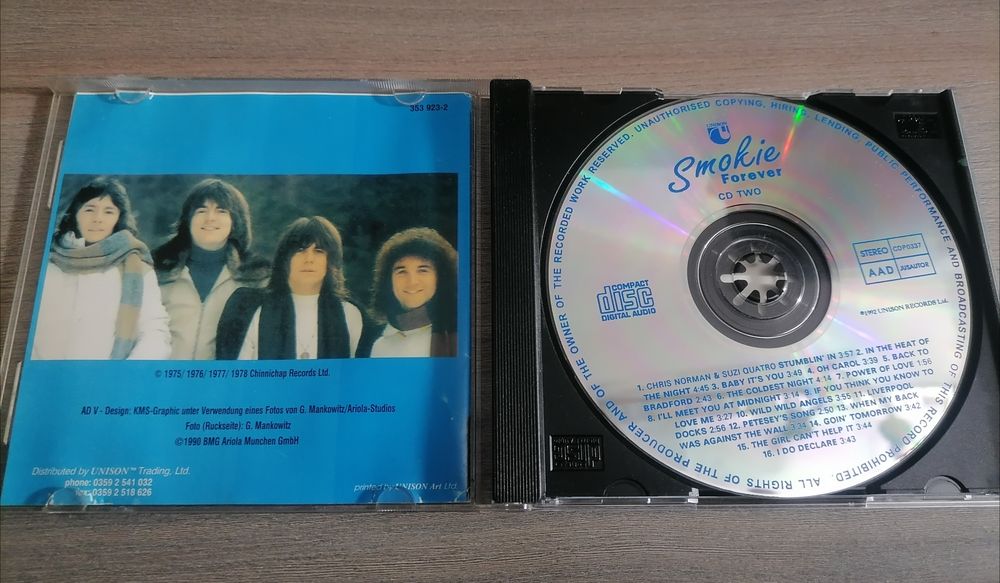 353 923-2
© 1975/ 1976/ 1977/ 1978 Chinnichap Records Ltd.
AD V - Design: KMS-Graphic unter Verwendung eines Fotos von G. Mankowitz/Ariola-Studios
Foto (Ruckseite): G. Mankowitz
©1990 BMG Ariola Munchen GmbH
Distributed by UNISON™ Trading, Ltd.
phone: 0359 2 541 032
fax: 0359 2 518 626
printed by UNISON Art Ltd.
ALL RIGHTS OF THE PRODUCER AND OF THE OWNER OF THE RECORDED WORK RESERVED. UNAUTHORISED COPYING, HIRING, LENDING, PUBLIC PERFORMANCE AND BROADCASTING OF THIS RECORD PROHIBITED.
UNISON
Smokie
Forever
CD TWO
COMPACT
disc
DIGITAL AUDIO
STEREO CDP0337
AAD JUSAUTOR
℗1992 UNISON RECORDS Ltd.
1. CHRIS NORMAN & SUZI QUATRO STUMBLIN' IN 3:57 2. IN THE HEAT OF
THE NIGHT 4:45 3. BABY IT'S YOU 3:49 4. OH CAROL 3:39 5. BACK TO
BRADFORD 2:43 6. THE COLDEST NIGHT 4:14 7. POWER OF LOVE 1:56
8. I'LL MEET YOU AT MIDNIGHT 3:14 9. IF YOU THINK YOU KNOW TO
LOVE ME 3:27 10. WILD WILD ANGELS 3:55 11. LIVERPOOL
DOCKS 2:56 12. PETESEY'S SONG 2:50 13. WHEN MY BACK
WAS AGAINST THE WALL 3:34 14. GOIN' TOMORROW 3:42
15. THE GIRL CAN'T HELP IT 3:44
16. I DO DECLARE 3:43